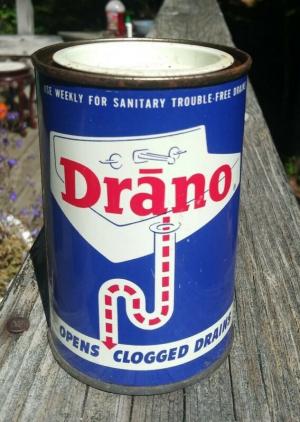 USE WEEKLY FOR SANITARY TROUBLE-FREE DRAINS
Drāno
OPENS CLOGGED DRAINS